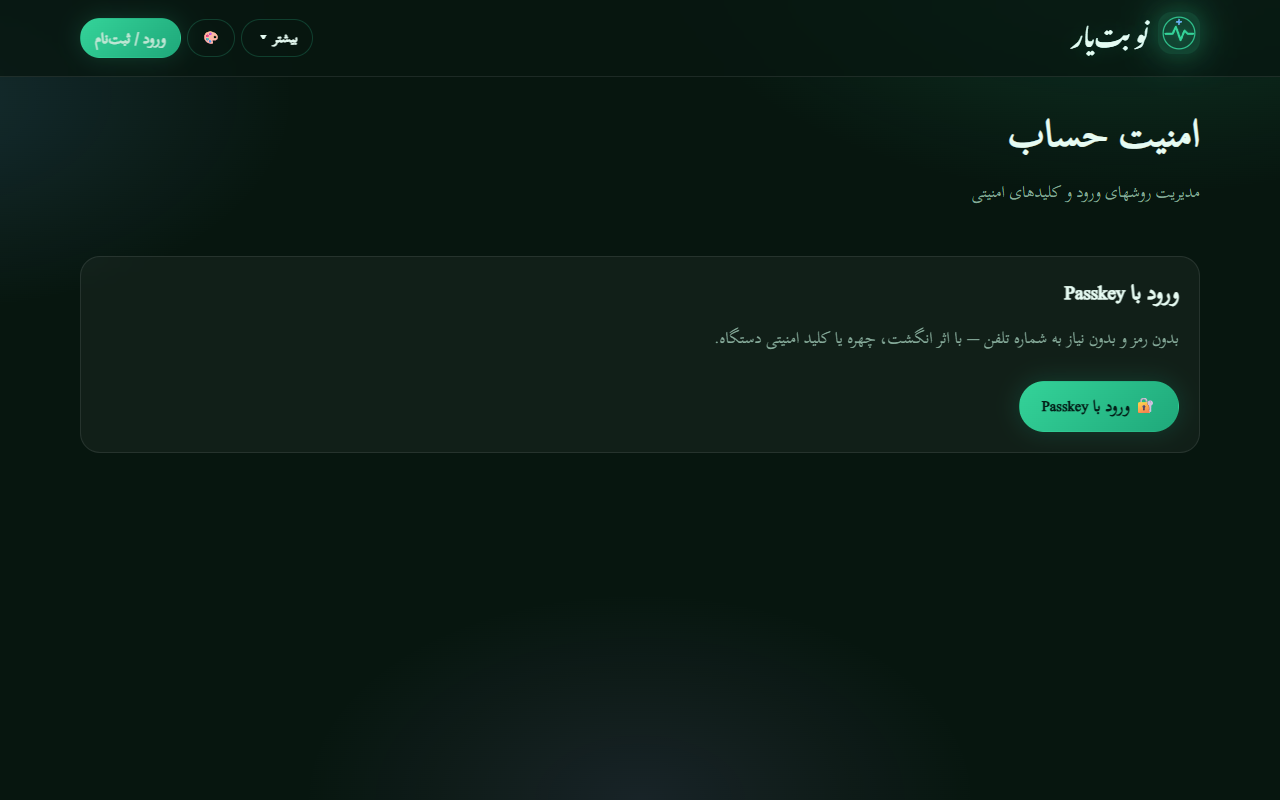 نوبت‌یار
بیشتر
ورود / ثبت‌نام
امنیت حساب
مدیریت روشهای ورود و کلیدهای امنیتی
ورود با Passkey
بدون رمز و بدون نیاز به شماره تلفن — با اثر انگشت، چهره یا کلید امنیتی دستگاه.
ورود با Passkey